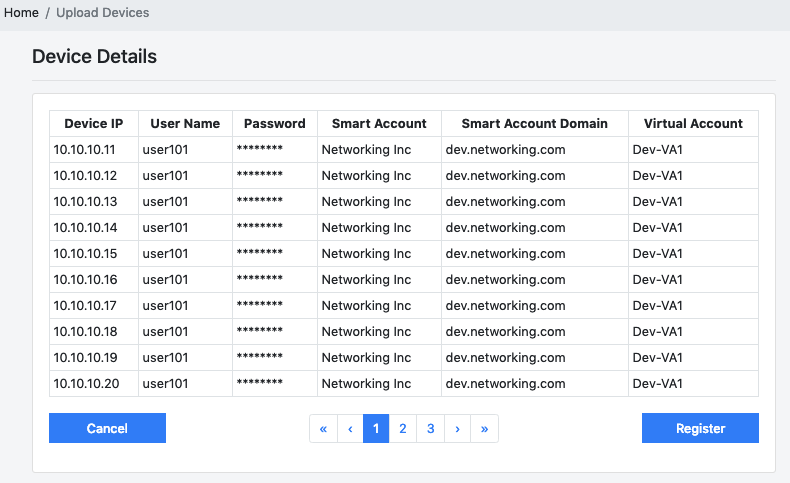 Home / Upload Devices
Device Details
Device IP User Name Password Smart Account Smart Account Domain Virtual Account
10.10.10.11 user101 ******** Networking Inc dev.networking.com Dev-VA1
10.10.10.12 user101 ******** Networking Inc dev.networking.com Dev-VA1
10.10.10.13 user101 ******** Networking Inc dev.networking.com Dev-VA1
10.10.10.14 user101 ******** Networking Inc dev.networking.com Dev-VA1
10.10.10.15 user101 ******** Networking Inc dev.networking.com Dev-VA1
10.10.10.16 user101 ******** Networking Inc dev.networking.com Dev-VA1
10.10.10.17 user101 ******** Networking Inc dev.networking.com Dev-VA1
10.10.10.18 user101 ******** Networking Inc dev.networking.com Dev-VA1
10.10.10.19 user101 ******** Networking Inc dev.networking.com Dev-VA1
10.10.10.20 user101 ******** Networking Inc dev.networking.com Dev-VA1
Cancel « ‹ 1 2 3 › » Register